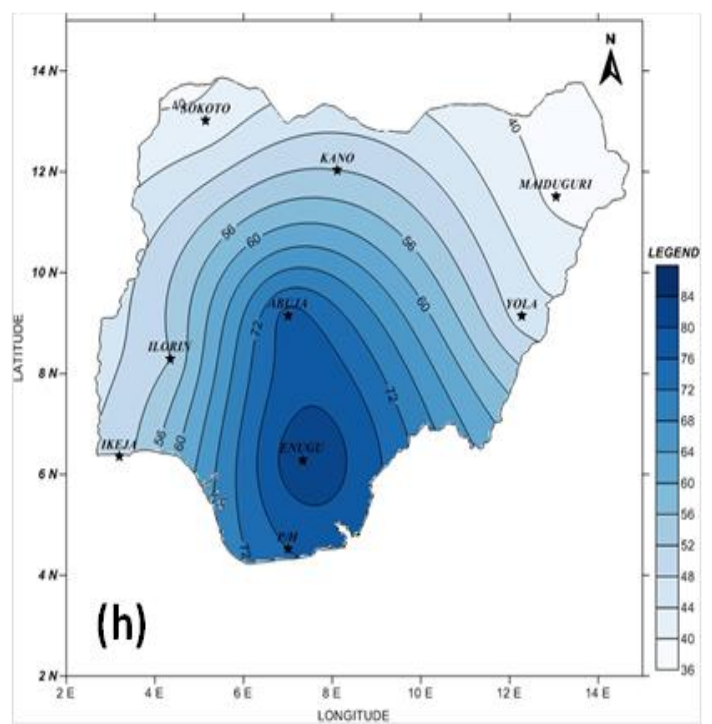 N
14 N
12 N
10 N
8 N
6 N
4 N
2 N
LATITUDE
40
SOKOTO
KANO
40
MAIDUGURI
56
60
56
60
ABUJA
YOLA
72
ILORIN
72
IKEJA
56
60
ENUGU
P/H
72
(h)
2 E
4 E
6 E
8 E
10 E
12 E
14 E
LONGITUDE
LEGEND
84
80
76
72
68
64
60
56
52
48
44
40
36